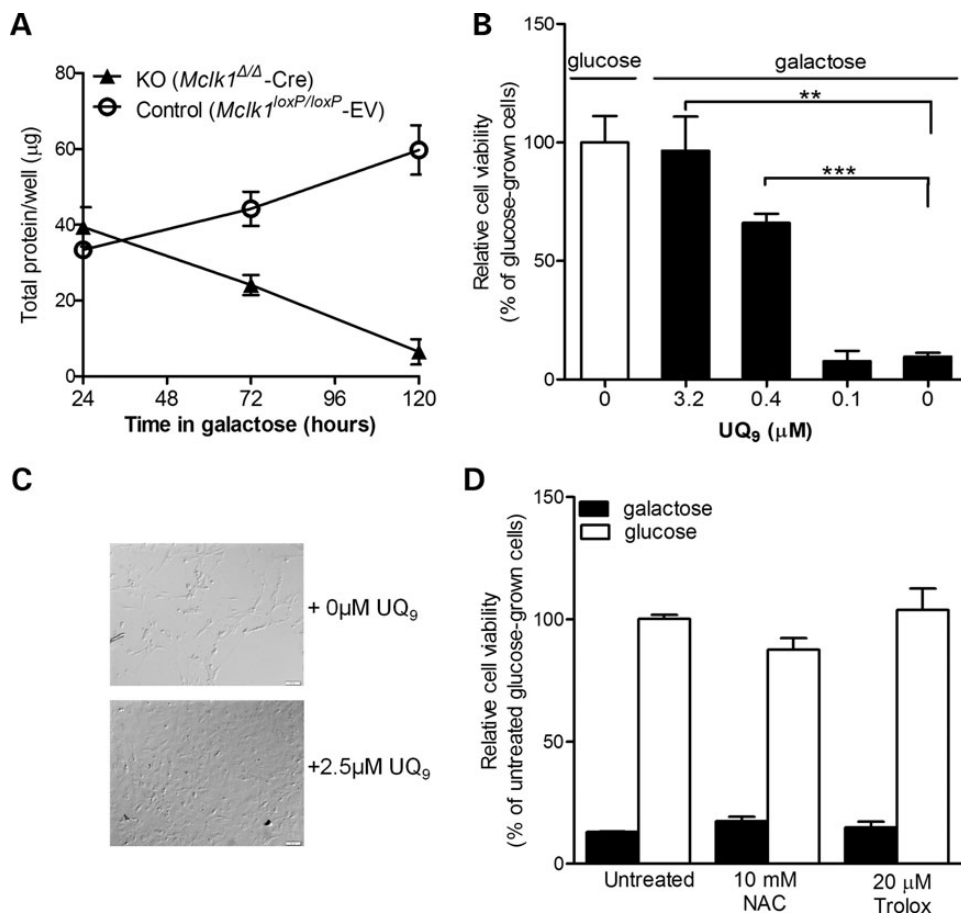 A
KO (Mclk1Δ/Δ-Cre)
Control (Mclk1loxP/loxP-EV)
Total protein/well (μg)
80
60
40
20
0
24
48
72
96
120
Time in galactose (hours)
B
Relative cell viability
(% of glucose-grown cells)
150
100
50
0
glucose
galactose
**
***
0
3.2
0.4
0.1
0
UQ9 (μM)
C
+ 0μM UQ9
+2.5μM UQ9
D
Relative cell viability
(% of untreated glucose-grown cells)
150
100
50
0
galactose
glucose
Untreated
10 mM
NAC
20 μM
Trolox